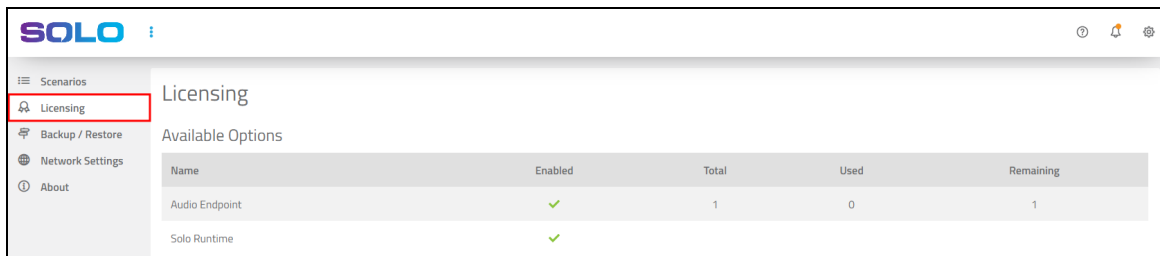 SOLO
Scenarios
Licensing
Backup / Restore
Network Settings
About
Licensing
Available Options
Name Enabled Total Used Remaining
Audio Endpoint 1 0 1
Solo Runtime